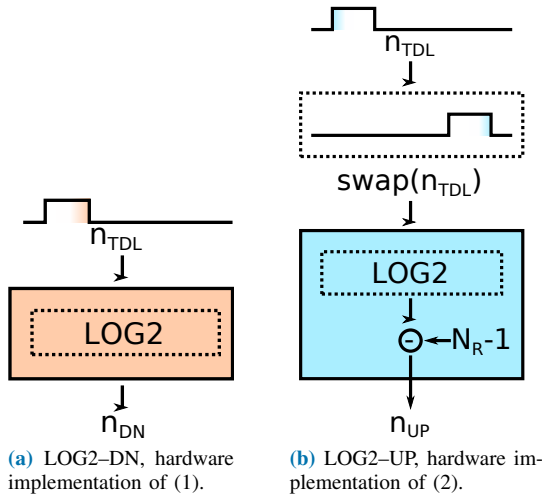 n_TDL
LOG2
n_DN
(a) LOG2–DN, hardware
implementation of (1).
n_TDL
swap(n_TDL)
LOG2
- N_R-1
n_UP
(b) LOG2–UP, hardware im-
plementation of (2).